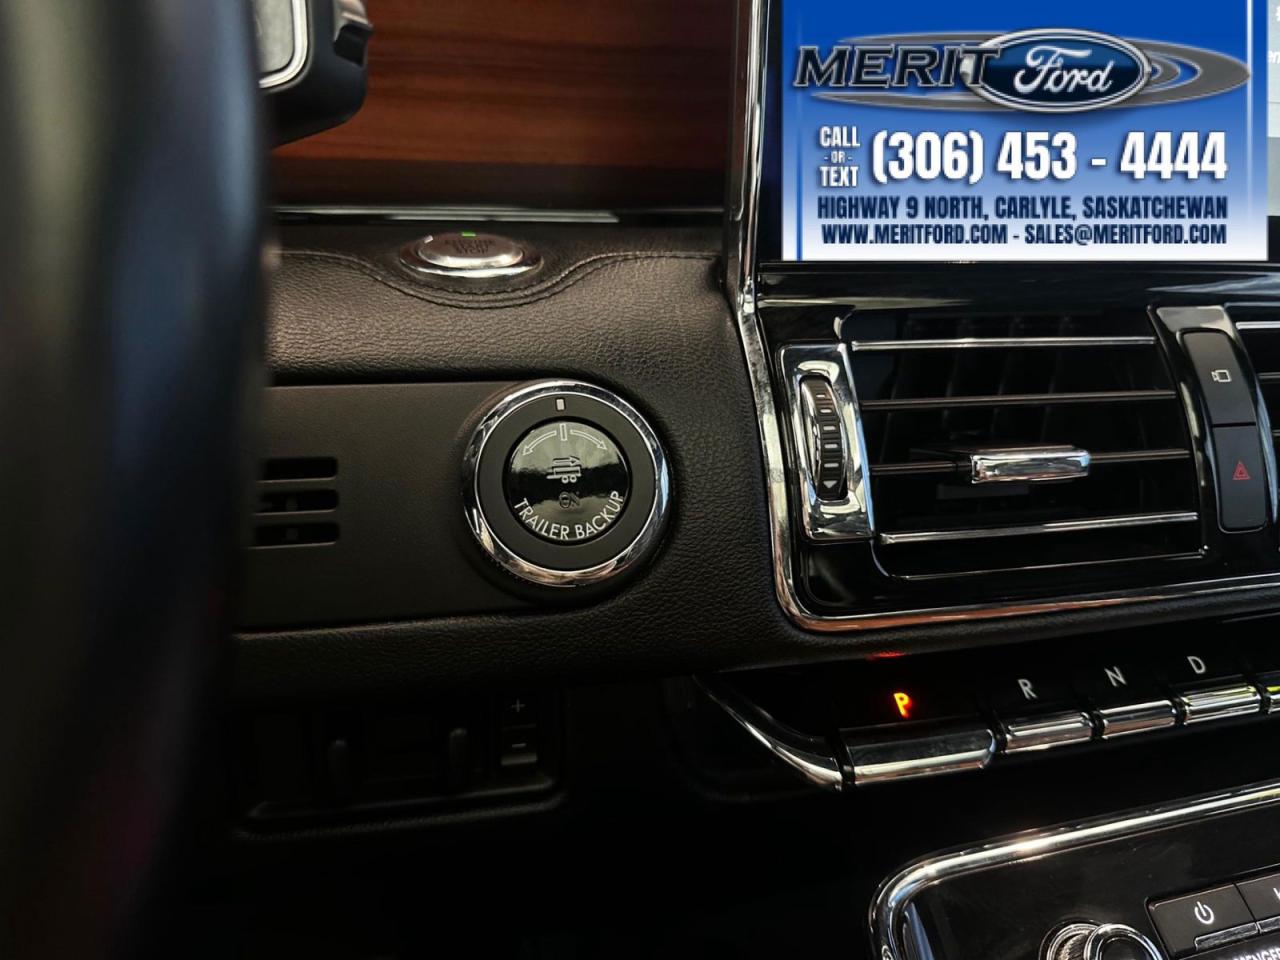 MERIT Ford
CALL
- OR -
TEXT
(306) 453 - 4444
HIGHWAY 9 NORTH, CARLYLE, SASKATCHEWAN
WWW.MERITFORD.COM - SALES@MERITFORD.COM
TRAILER BACKUP
+
-
P R N D